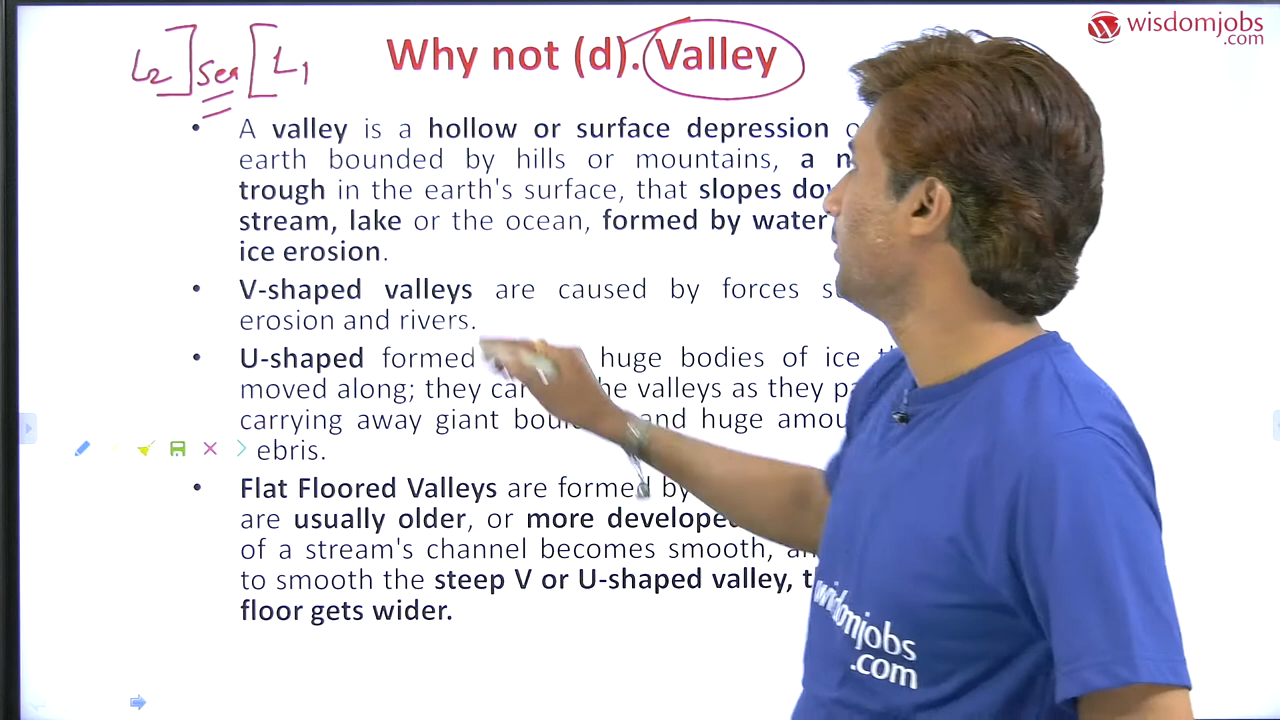 wisdomjobs
.com
L2] sea [L1
Why not (d). Valley
• A valley is a hollow or surface depression
earth bounded by hills or mountains, a
trough in the earth's surface, that slopes
stream, lake or the ocean, formed by water
ice erosion.
• V-shaped valleys are caused by forces
erosion and rivers.
• U-shaped formed huge bodies of ice
moved along; they the valleys as they
carrying away giant and huge
ebris.
• Flat Floored Valleys are formed by
are usually older, or more
of a stream's channel becomes smooth,
to smooth the steep V or U-shaped valley,
floor gets wider.
wisdomjobs
.com